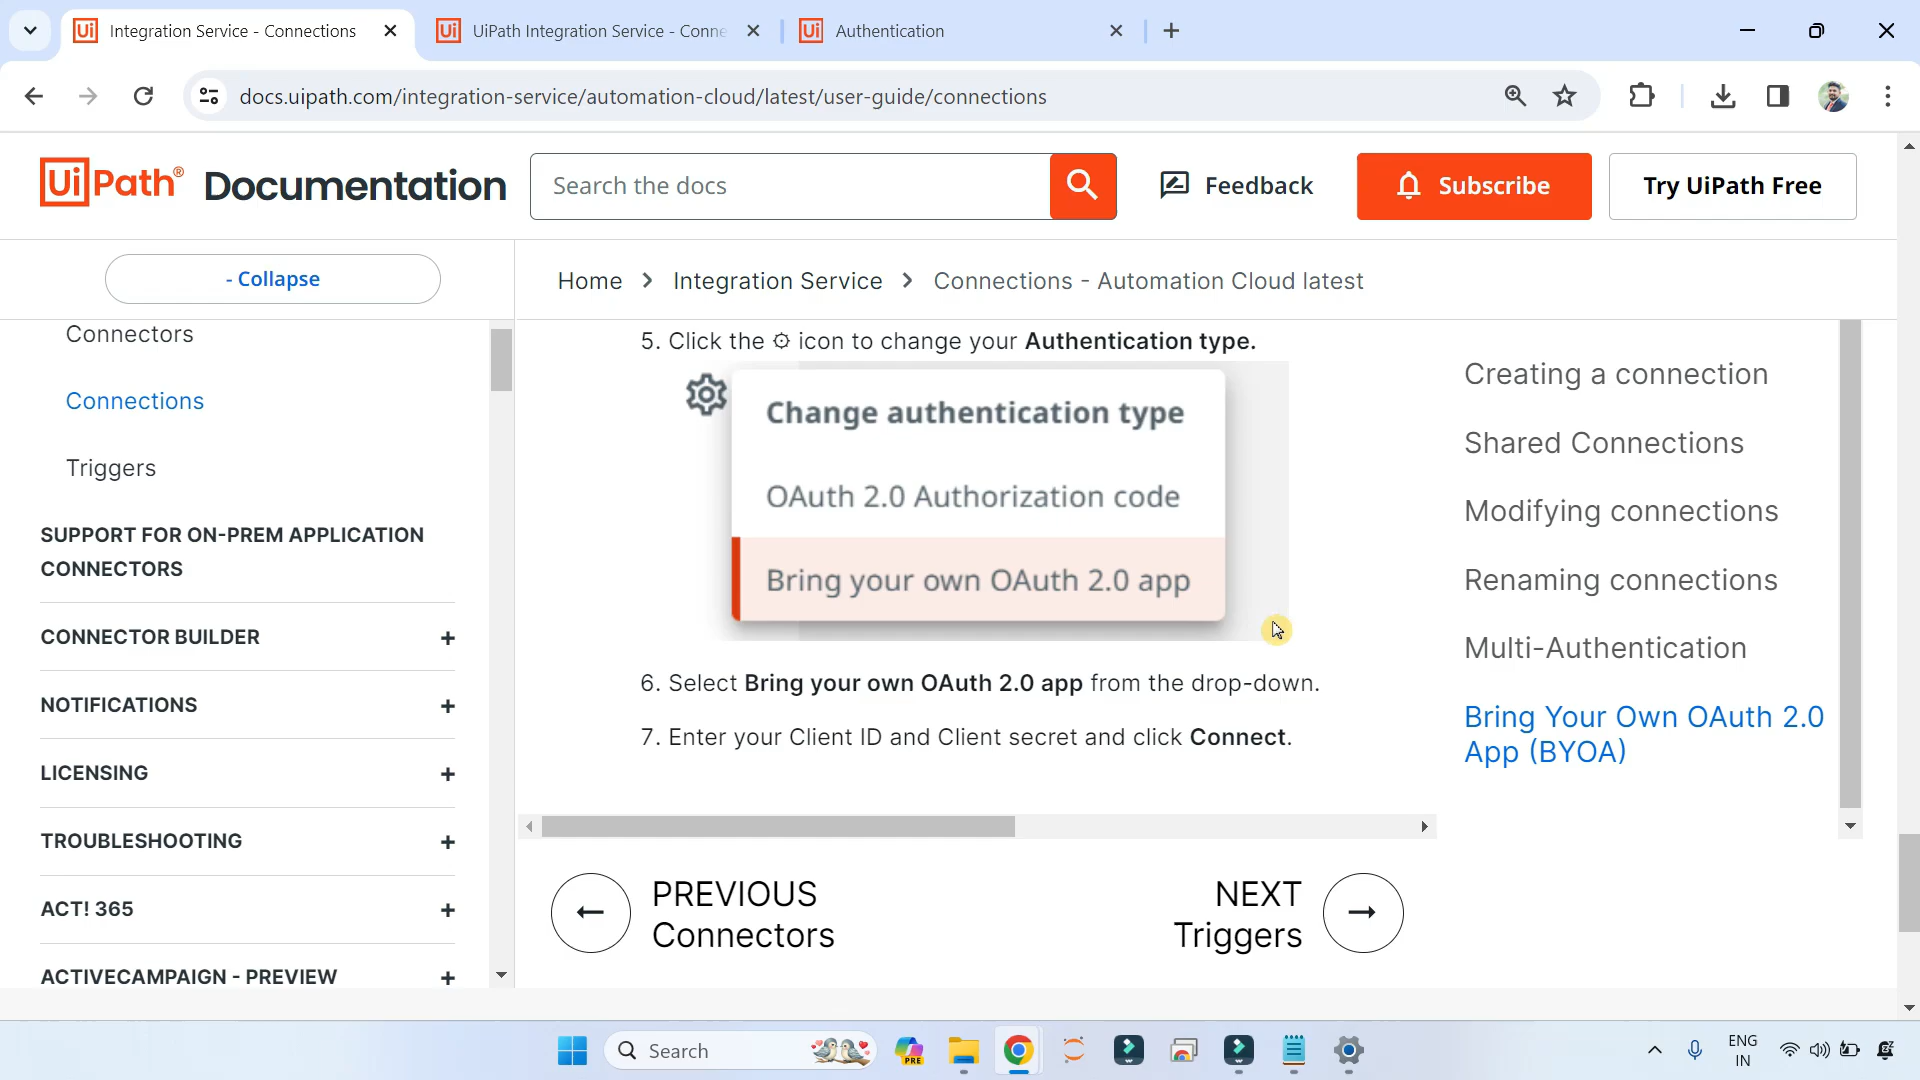 Integration Service - Connections
UiPath Integration Service - Conne
Authentication
docs.uipath.com/integration-service/automation-cloud/latest/user-guide/connections
UiPath® Documentation
Search the docs
Feedback
Subscribe
Try UiPath Free
- Collapse
Home > Integration Service > Connections - Automation Cloud latest
Connectors
Connections
Triggers
SUPPORT FOR ON-PREM APPLICATION
CONNECTORS
CONNECTOR BUILDER +
NOTIFICATIONS +
LICENSING +
TROUBLESHOOTING +
ACT! 365 +
ACTIVECAMPAIGN - PREVIEW +
5. Click the icon to change your Authentication type.
Change authentication type
OAuth 2.0 Authorization code
Bring your own OAuth 2.0 app
6. Select Bring your own OAuth 2.0 app from the drop-down.
7. Enter your Client ID and Client secret and click Connect.
Creating a connection
Shared Connections
Modifying connections
Renaming connections
Multi-Authentication
Bring Your Own OAuth 2.0
App (BYOA)
PREVIOUS
Connectors
NEXT
Triggers
Search
PRE
ENG
IN